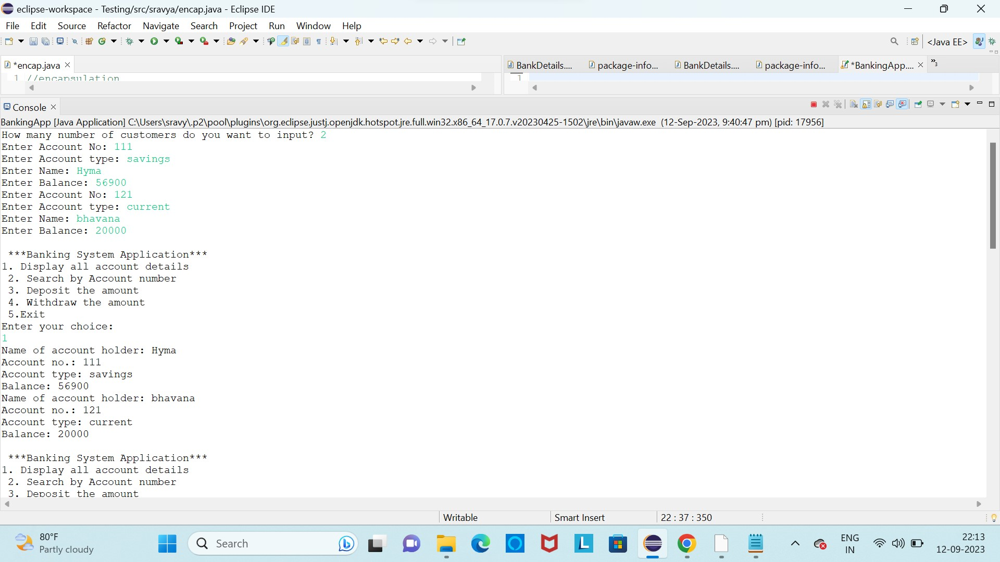 eclipse-workspace - Testing/src/sravya/encap.java - Eclipse IDE
File Edit Source Refactor Navigate Search Project Run Window Help
<Java EE>
*encap.java
BankDetails.... package-info... BankDetails.... package-info... *BankingApp.... »3
1 //encapsulation
1
Console
BankingApp [Java Application] C:\Users\sravy\.p2\pool\plugins\org.eclipse.justj.openjdk.hotspot.jre.full.win32.x86_64_17.0.7.v20230425-1502\jre\bin\javaw.exe (12-Sep-2023, 9:40:47 pm) [pid: 17956]
How many number of customers do you want to input? 2
Enter Account No: 111
Enter Account type: savings
Enter Name: Hyma
Enter Balance: 56900
Enter Account No: 121
Enter Account type: current
Enter Name: bhavana
Enter Balance: 20000
***Banking System Application***
1. Display all account details
2. Search by Account number
3. Deposit the amount
4. Withdraw the amount
5.Exit
Enter your choice:
1
Name of account holder: Hyma
Account no.: 111
Account type: savings
Balance: 56900
Name of account holder: bhavana
Account no.: 121
Account type: current
Balance: 20000
***Banking System Application***
1. Display all account details
2. Search by Account number
3. Deposit the amount
Writable Smart Insert 22 : 37 : 350
80°F
Partly cloudy
Search
L
ENG
IN
22:13
12-09-2023